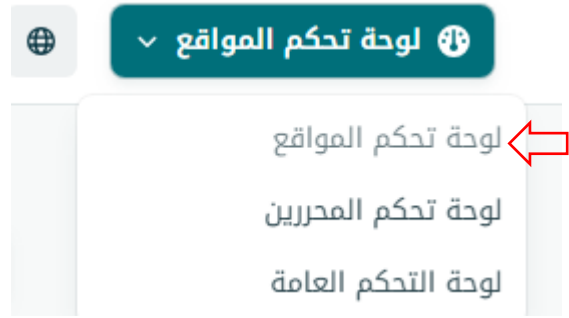 لوحة تحكم المواقع
لوحة تحكم المواقع
لوحة تحكم المحررين
لوحة التحكم العامة